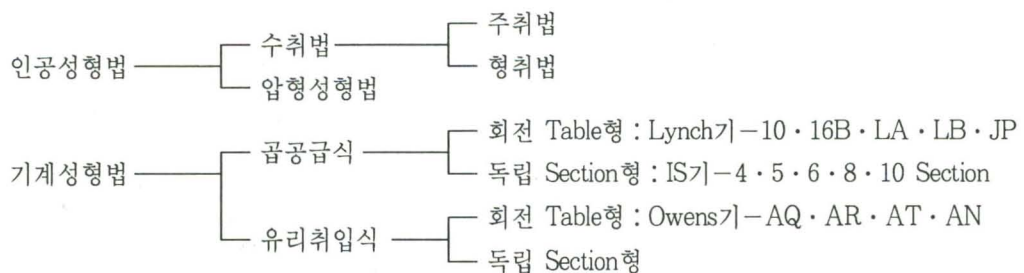 인공성형법
수취법
주취법
형취법
압형성형법
기계성형법
곱공급식
회전 Table형 : Lynch기-10・16B・LA・LB・JP
독립 Section형 : IS기-4・5・6・8・10 Section
유리취입식
회전 Table형 : Owens기-AQ・AR・AT・AN
독립 Section형